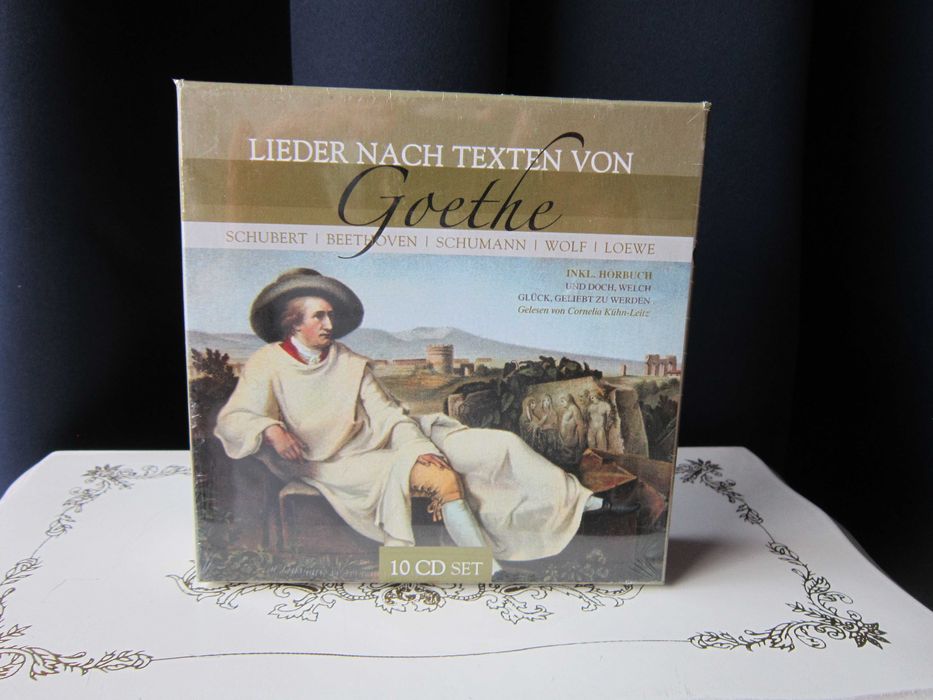 LIEDER NACH TEXTEN VON
Goethe
SCHUBERT | BEETHOVEN | SCHUMANN | WOLF | LOEWE
INKL. HÖRBUCH
UND DOCH, WELCH
GLÜCK, GELIEBT ZU WERDEN
Gelesen von Cornelia Kühn-Leitz
10 CD SET